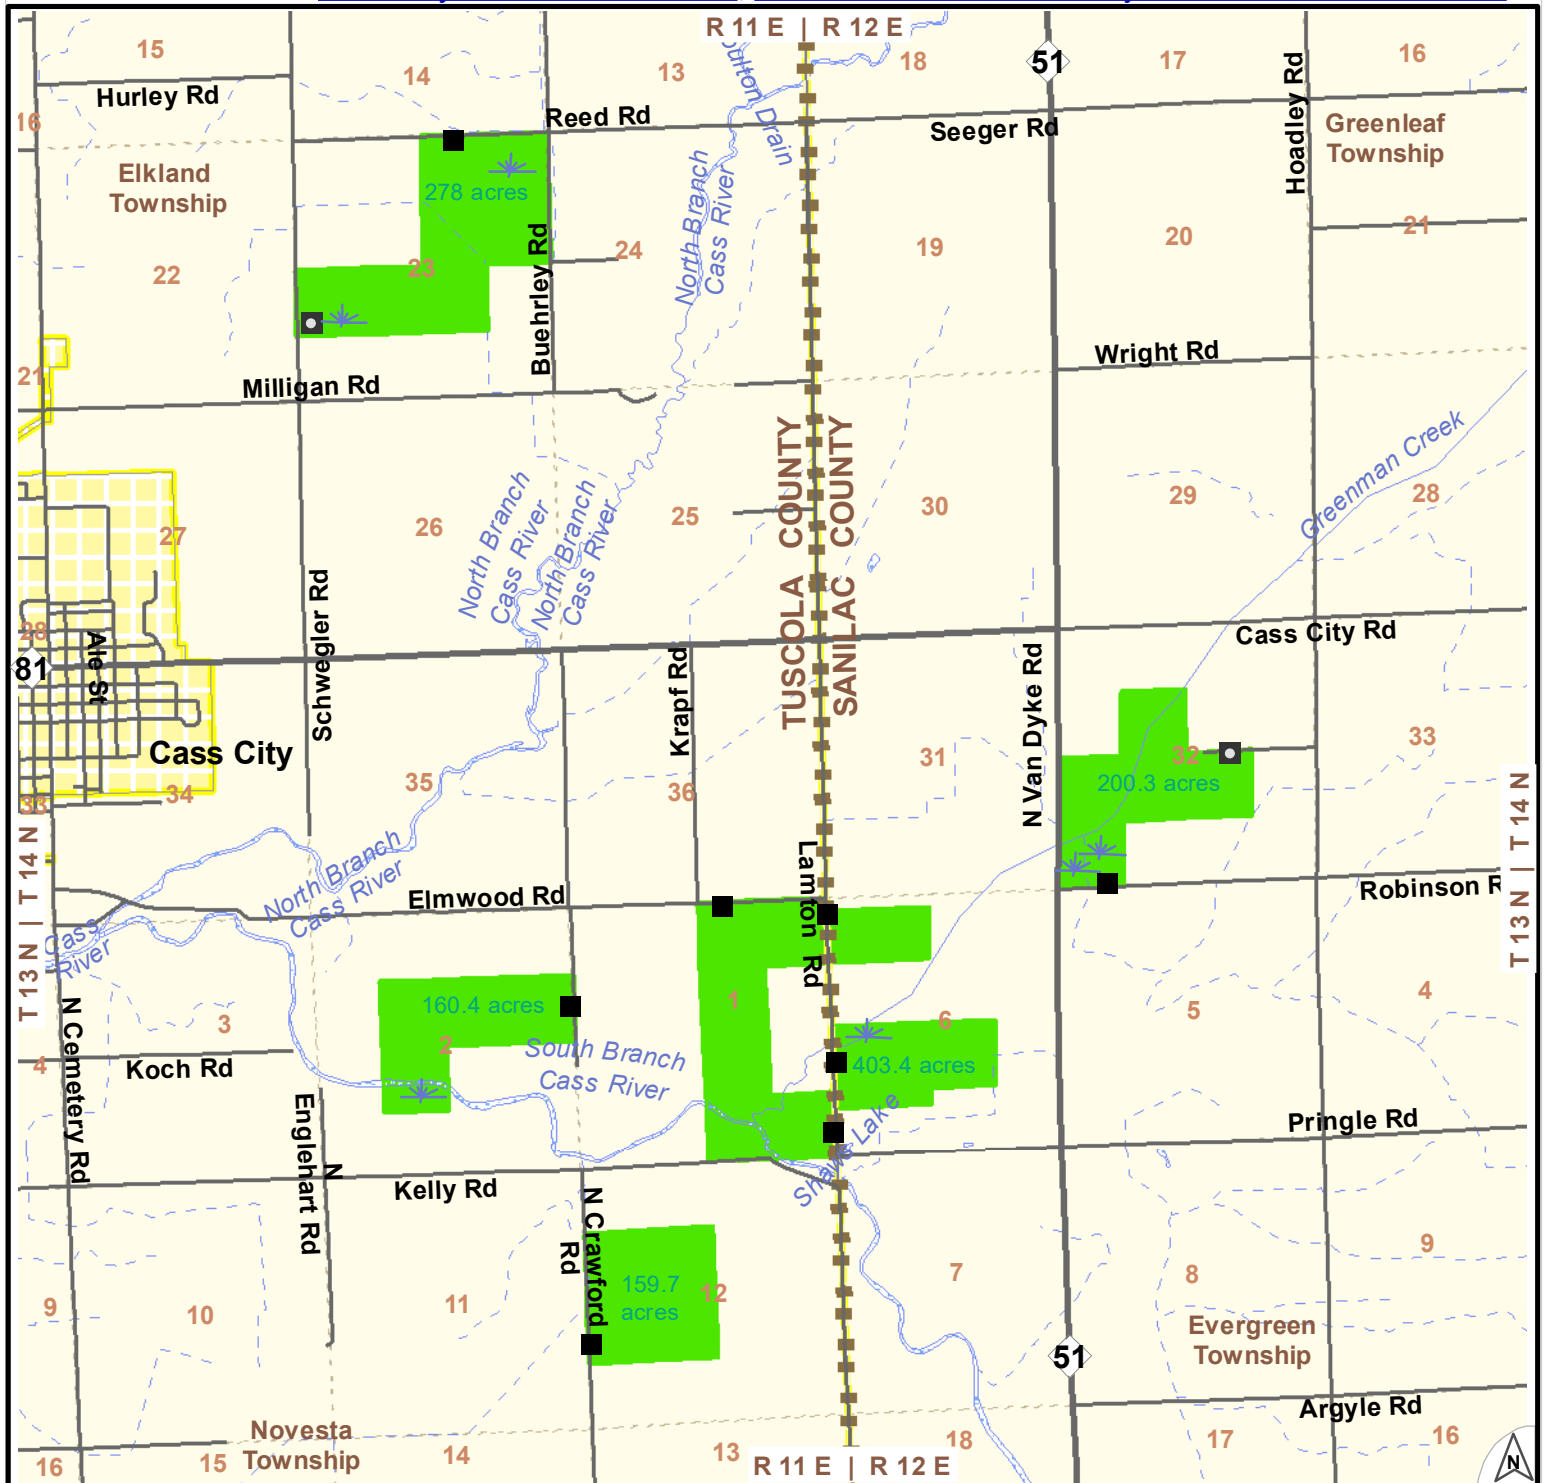 R 11 E | R 12 E
15
14
13
18
51
17
16
Hurley Rd
Reed Rd
Seeger Rd
Hoadley Rd
Greenleaf
Township
16
Elkland
Township
278 acres
North Branch
Cass River
Drain
22
23
24
Buehrley Rd
19
20
21
21
Milligan Rd
Wright Rd
TUSCOLA COUNTY
SANILAC COUNTY
Greenman Creek
27
26
25
30
29
28
North Branch
Cass River
North Branch
Cass River
Schwegler Rd
28
81
Ale St
Cass City
Krapf Rd
N Van Dyke Rd
Cass City Rd
33
34
35
36
31
32
33
200.3 acres
T 13 N | T 14 N
T 13 N | T 14 N
North Branch
Cass River
Elmwood Rd
Lamton Rd
Robinson R
Cass
River
N Cemetery Rd
3
160.4 acres
2
1
6
5
4
4
Koch Rd
South Branch
Cass River
403.4 acres
Englehart Rd
N
Kelly Rd
Shaws Lake
Pringle Rd
N Crawford
Rd
9
10
11
159.7
acres
12
7
8
9
Evergreen
Township
51
Argyle Rd
Novesta
Township
16
15
14
13
18
17
16
R 11 E | R 12 E
N